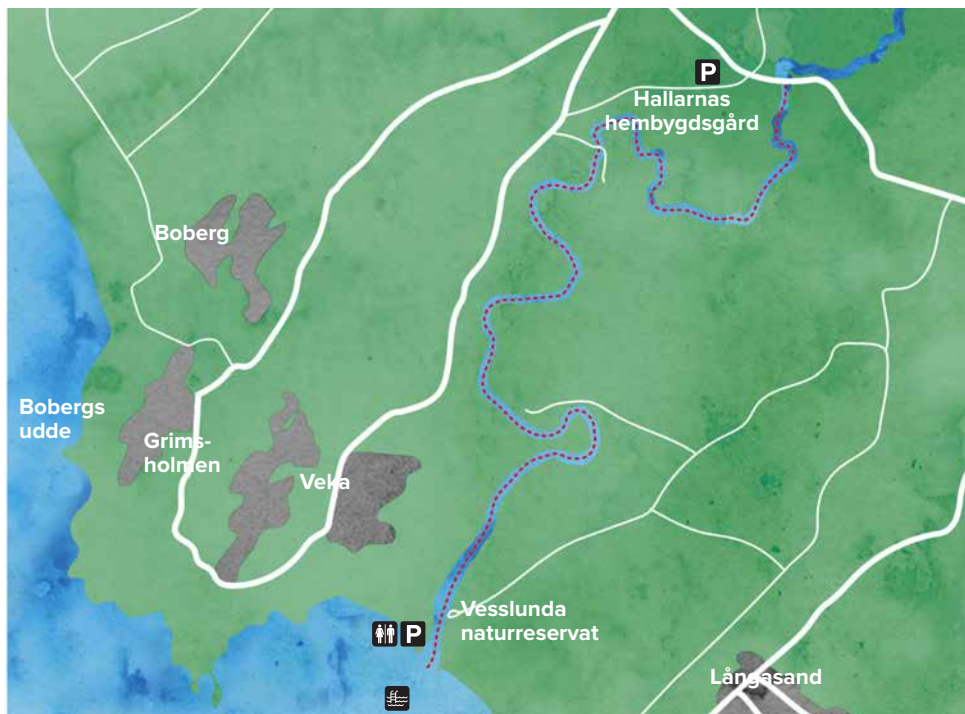 P
Hallarnas
hembygdsgård
Boberg
Bobergs
udde
Grims-
holmen
Veka
Vesslunda
naturreservat
P
Långasand